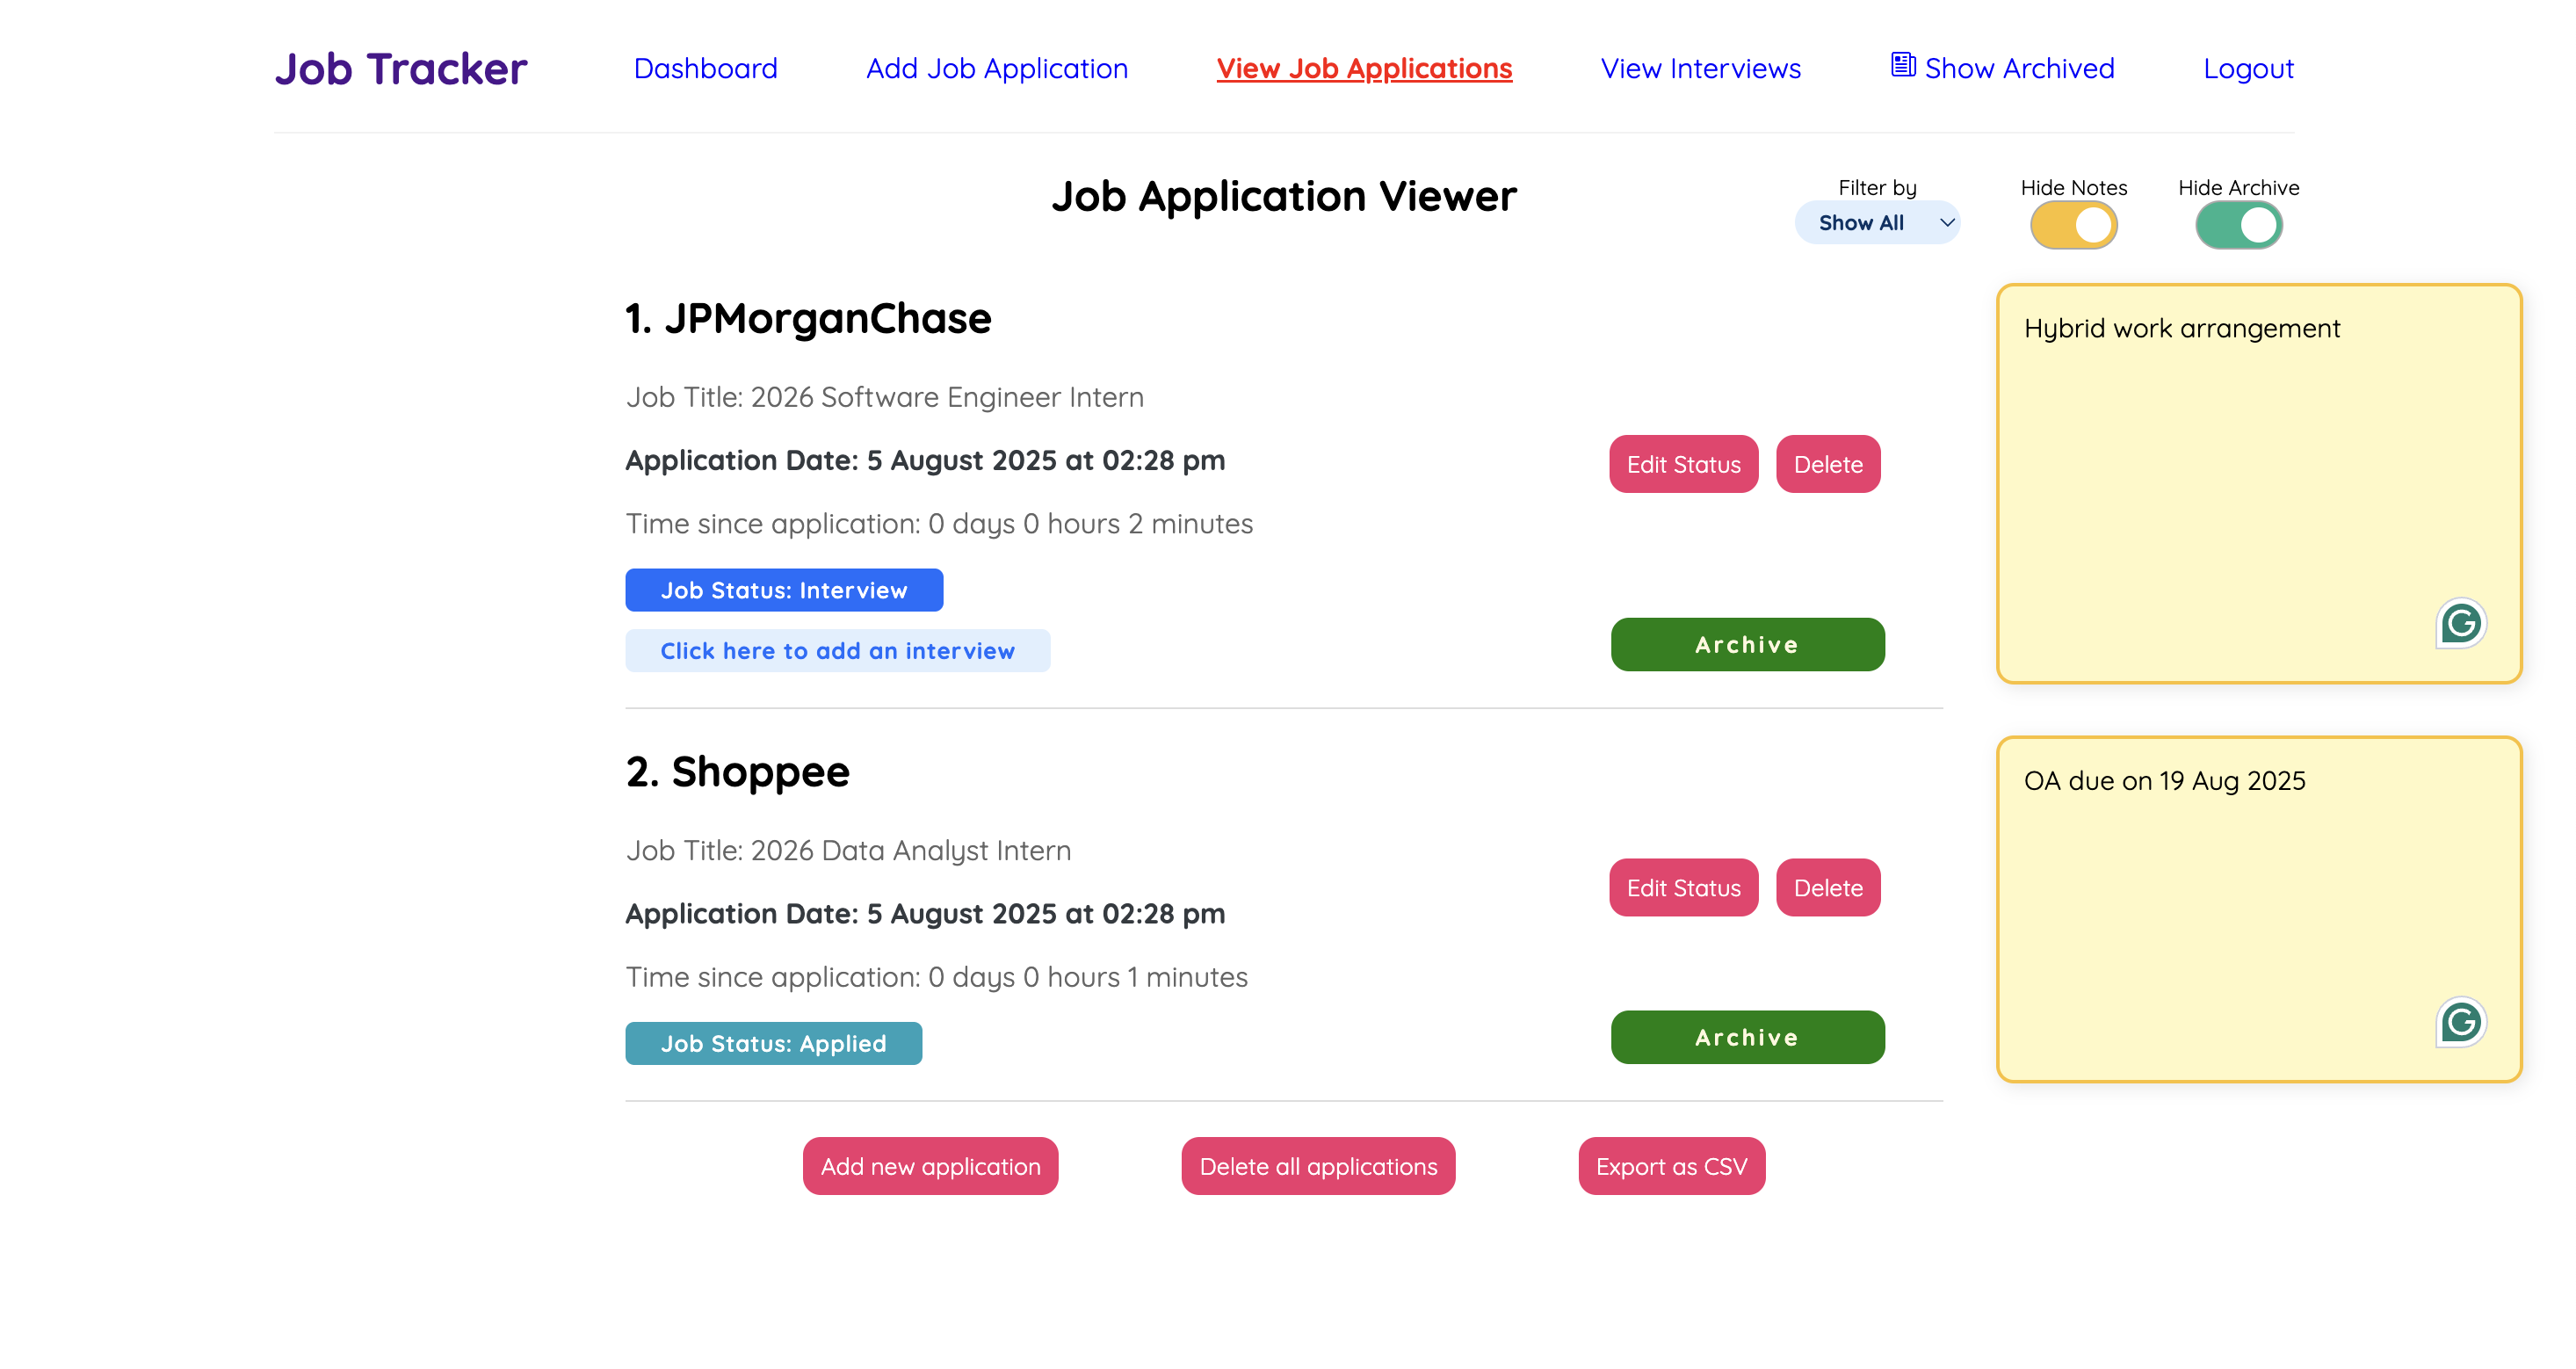 Job Tracker Dashboard Add Job Application View Job Applications View Interviews Show Archived Logout
Job Application Viewer
Filter by
Show All
Hide Notes
Hide Archive
1. JPMorganChase
Job Title: 2026 Software Engineer Intern
Application Date: 5 August 2025 at 02:28 pm
Time since application: 0 days 0 hours 2 minutes
Job Status: Interview
Click here to add an interview
Edit Status
Delete
Archive
Hybrid work arrangement
2. Shoppee
Job Title: 2026 Data Analyst Intern
Application Date: 5 August 2025 at 02:28 pm
Time since application: 0 days 0 hours 1 minutes
Job Status: Applied
Edit Status
Delete
Archive
OA due on 19 Aug 2025
Add new application
Delete all applications
Export as CSV